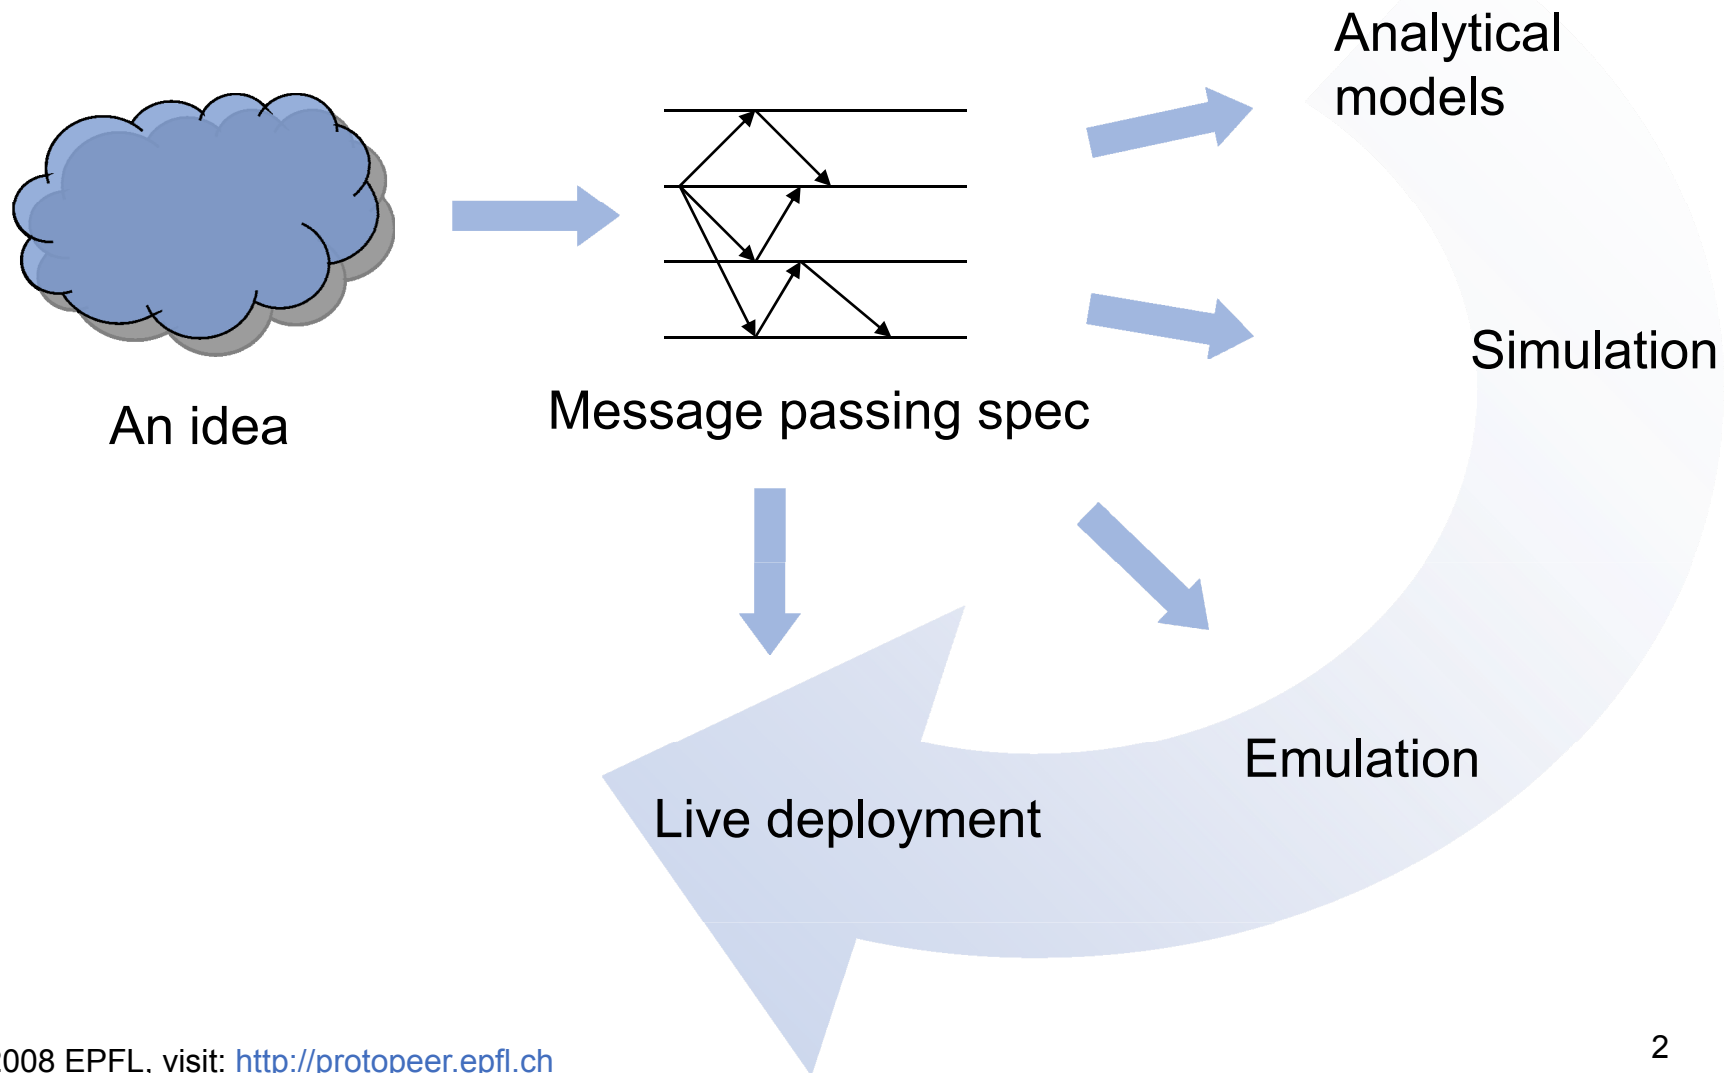 Analytical
models
Simulation
An idea
Message passing spec
Emulation
Live deployment
008 EPFL, visit: http://protopeer.epfl.ch
2